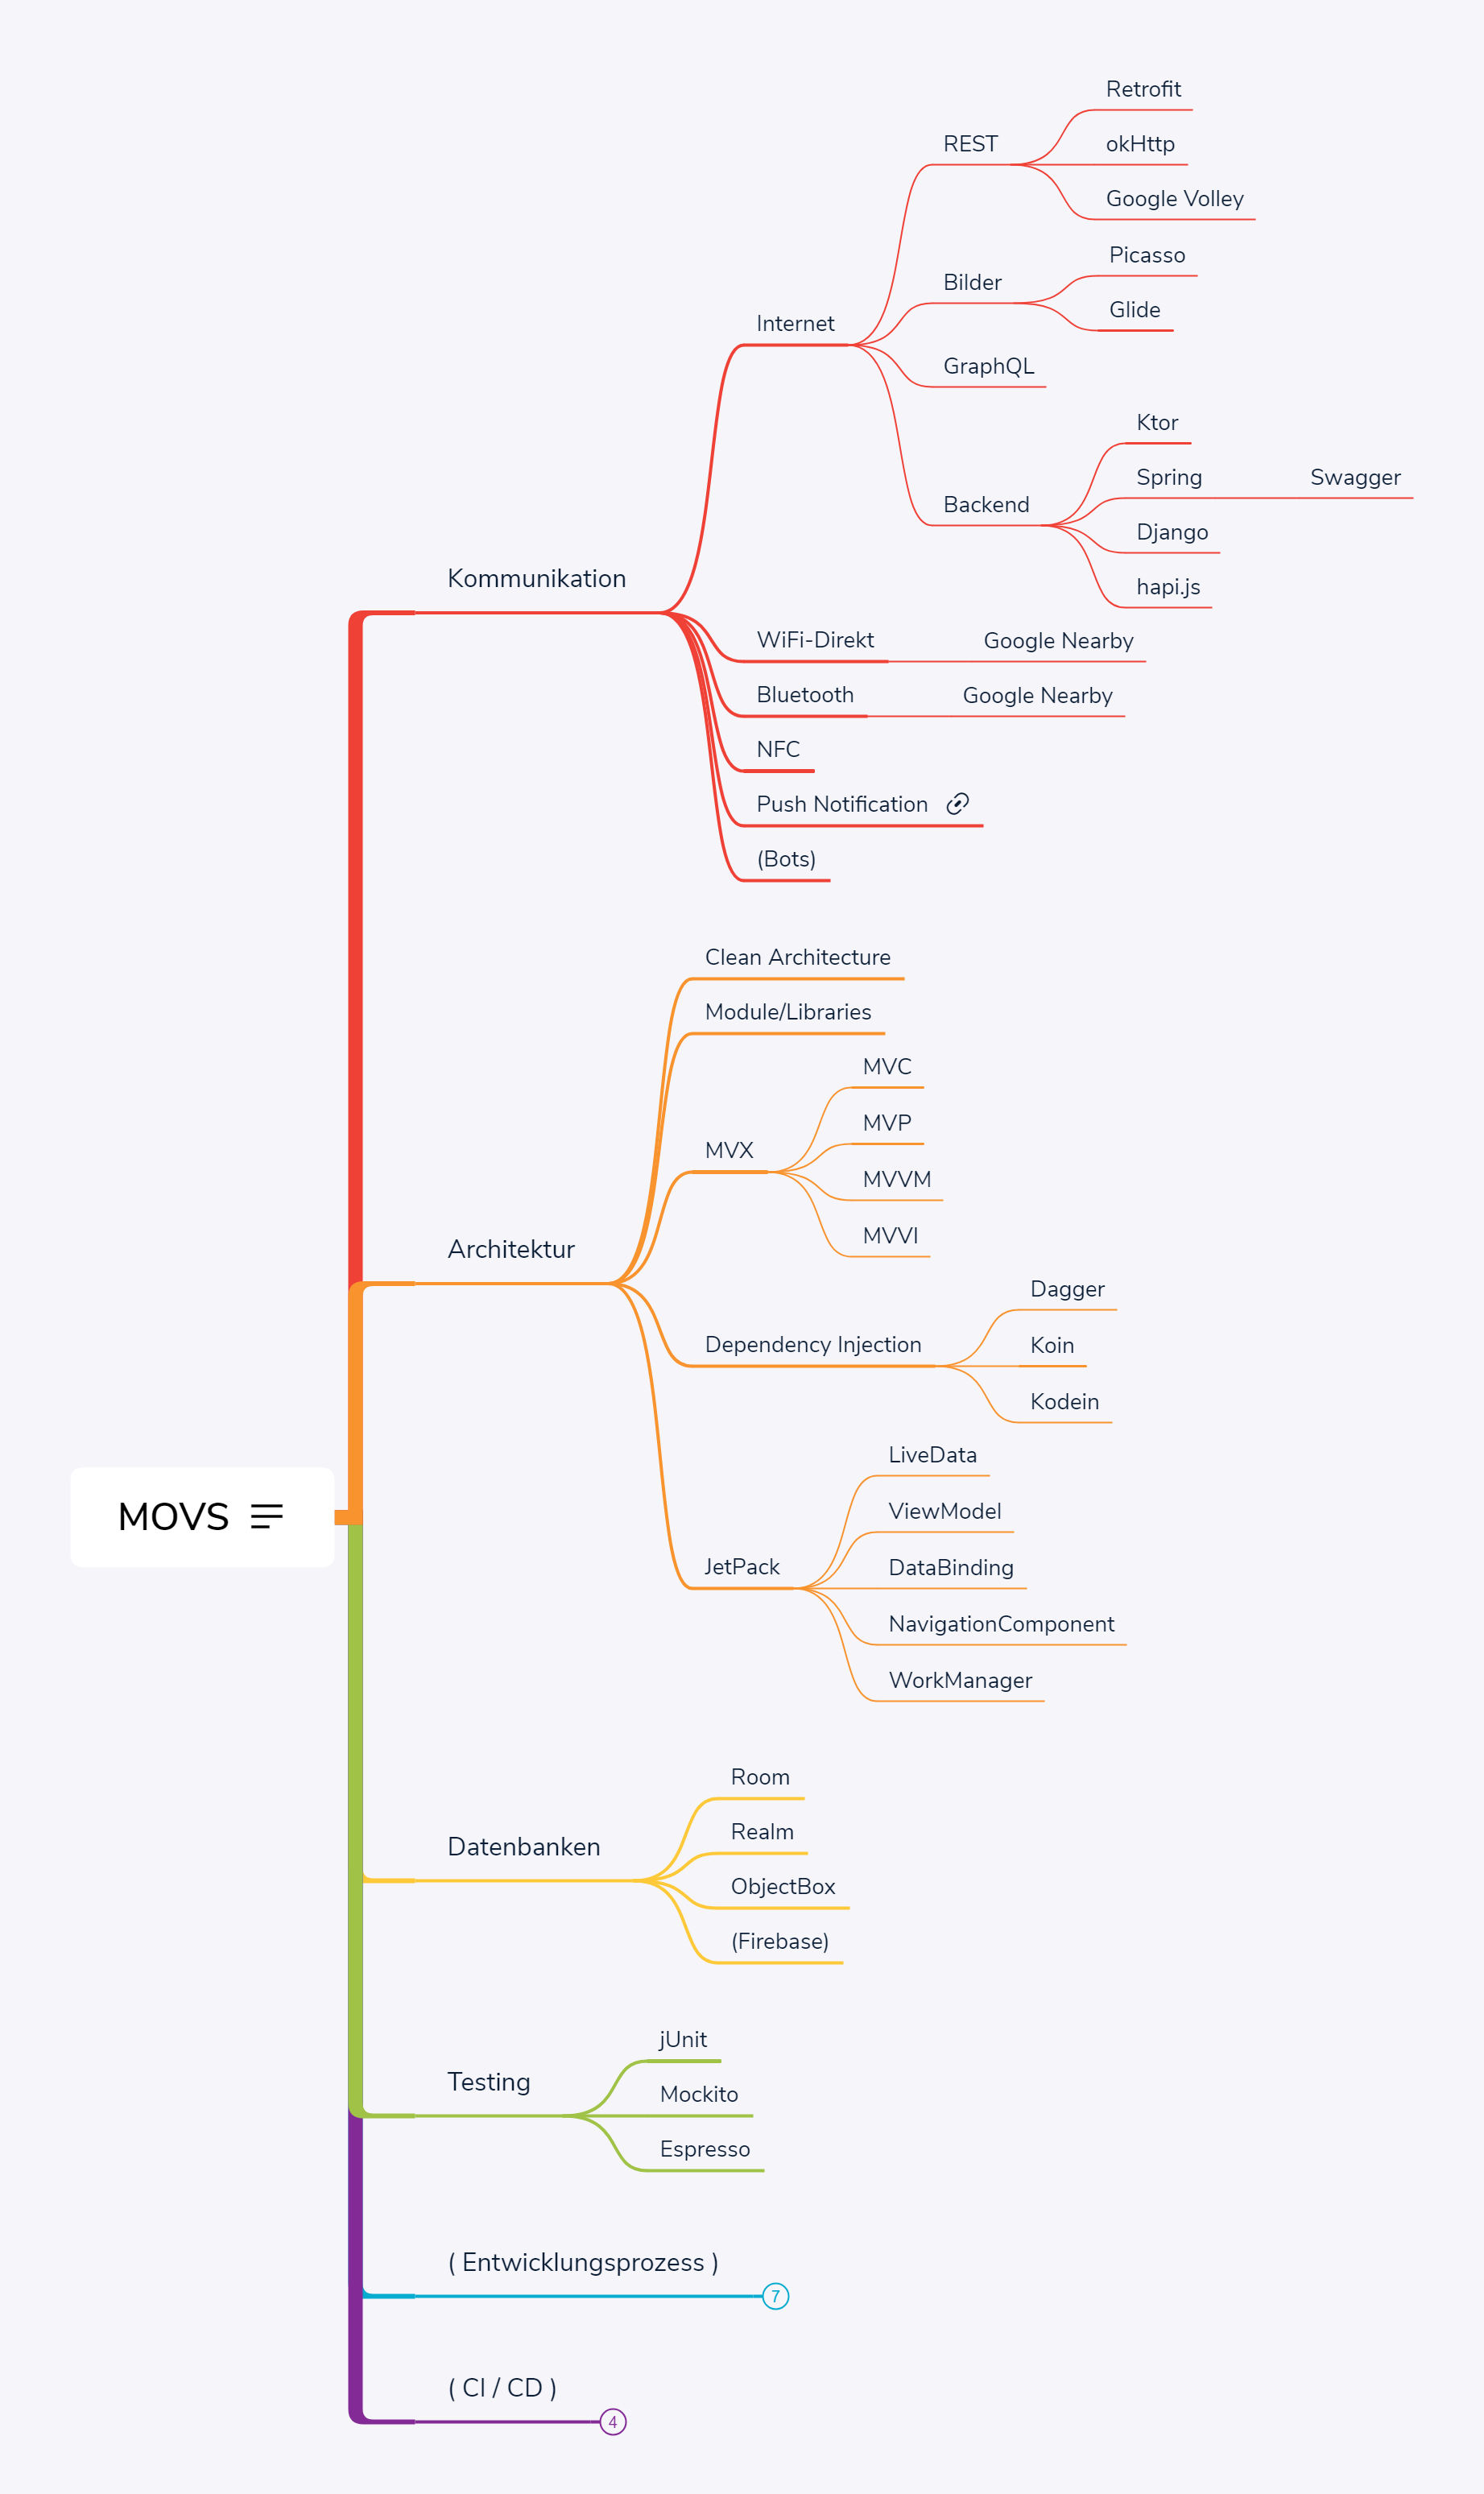 MOVS
Kommunikation
Internet
REST
Retrofit
okHttp
Google Volley
Bilder
Picasso
Glide
GraphQL
Backend
Ktor
Spring
Swagger
Django
hapi.js
WiFi-Direkt
Google Nearby
Bluetooth
Google Nearby
NFC
Push Notification
(Bots)
Architektur
Clean Architecture
Module/Libraries
MVX
MVC
MVP
MVVM
MVVI
Dependency Injection
Dagger
Koin
Kodein
JetPack
LiveData
ViewModel
DataBinding
NavigationComponent
WorkManager
Datenbanken
Room
Realm
ObjectBox
(Firebase)
Testing
jUnit
Mockito
Espresso
( Entwicklungsprozess )
7
( CI / CD )
4